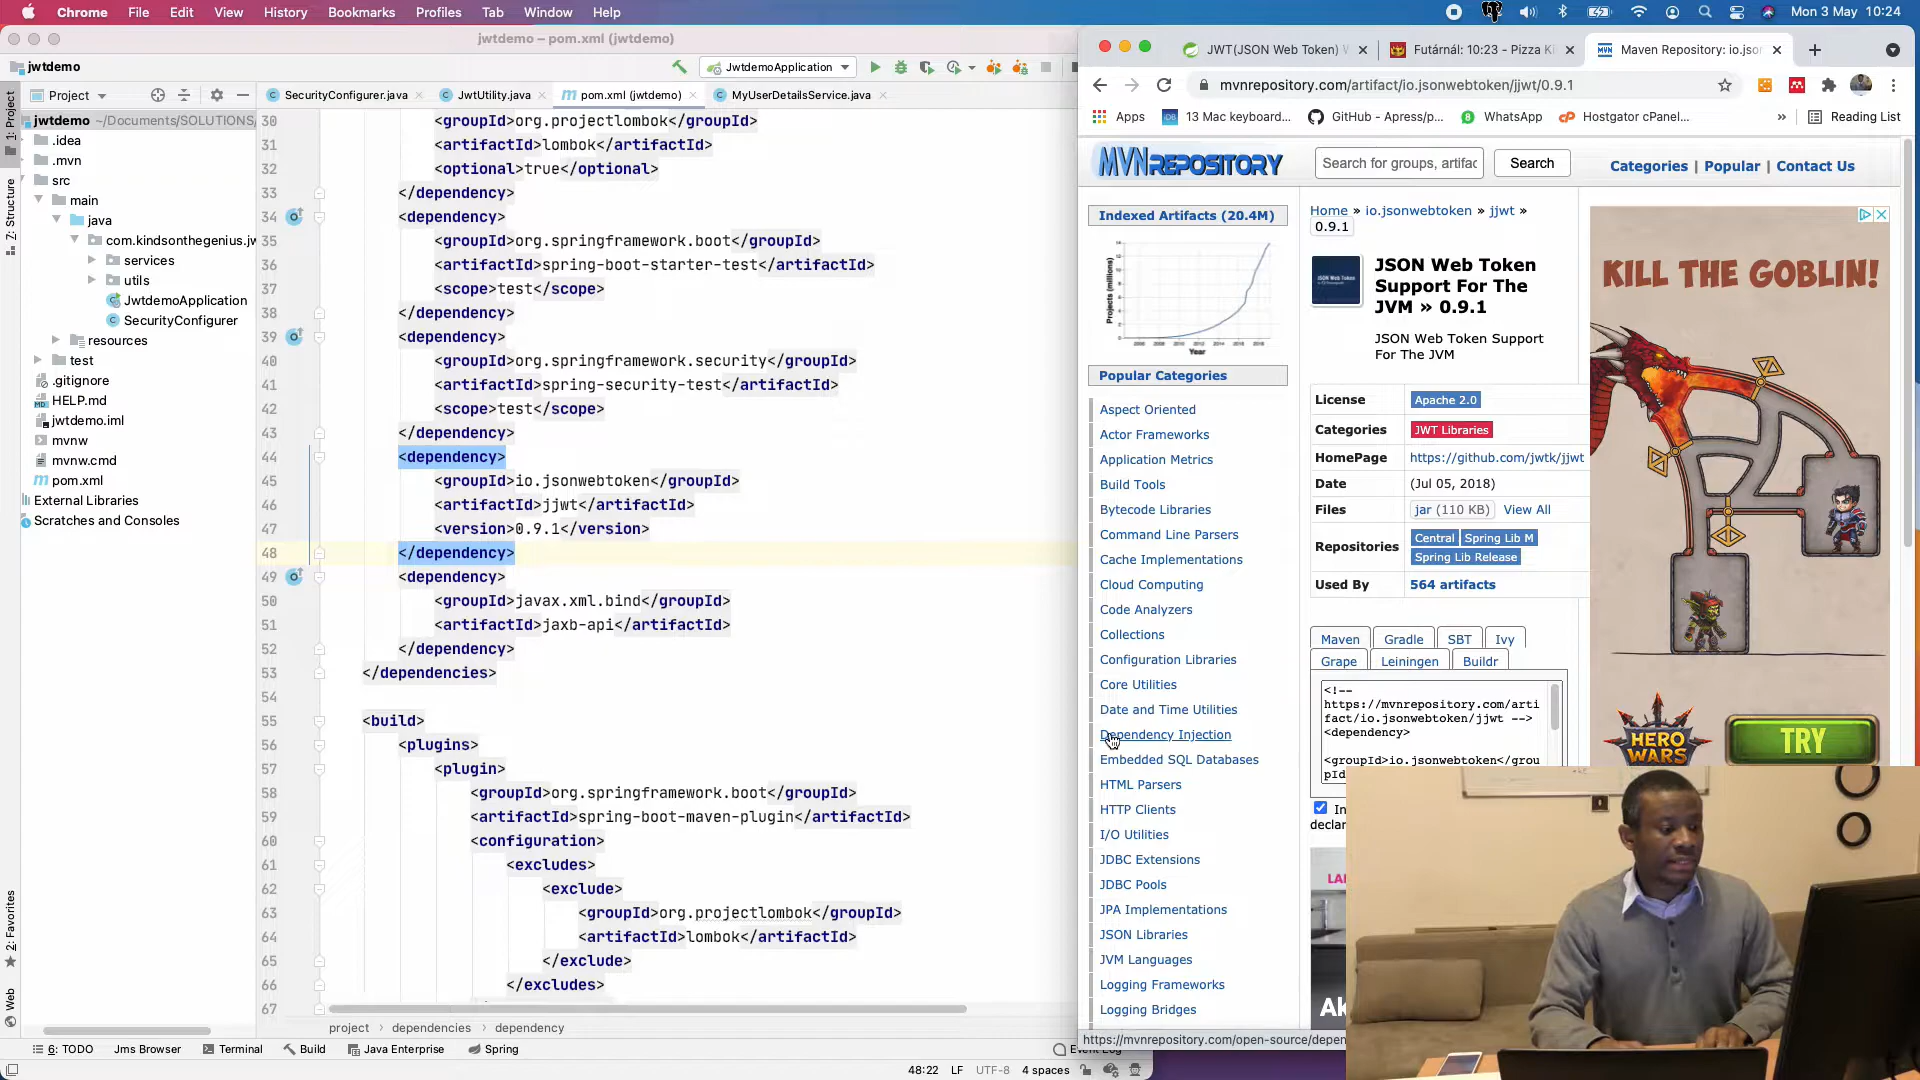 Chrome File Edit View History Bookmarks Profiles Tab Window Help
Mon 3 May 10:24
jwtdemo – pom.xml (jwtdemo)
jwtdemo
JwtdemoApplication
Project
SecurityConfigurer.java
JwtUtility.java
pom.xml (jwtdemo)
MyUserDetailsService.java
1: Project
Z: Structure
2: Favorites
Web
jwtdemo ~/Documents/SOLUTIONS/
.idea
.mvn
src
main
java
com.kindsonthegenius.jw
services
utils
JwtdemoApplication
SecurityConfigurer
resources
test
.gitignore
HELP.md
jwtdemo.iml
mvnw
mvnw.cmd
pom.xml
External Libraries
Scratches and Consoles
30 <groupId>org.projectlombok</groupId>
31 <artifactId>lombok</artifactId>
32 <optional>true</optional>
33 </dependency>
34 <dependency>
35 <groupId>org.springframework.boot</groupId>
36 <artifactId>spring-boot-starter-test</artifactId>
37 <scope>test</scope>
38 </dependency>
39 <dependency>
40 <groupId>org.springframework.security</groupId>
41 <artifactId>spring-security-test</artifactId>
42 <scope>test</scope>
43 </dependency>
44 <dependency>
45 <groupId>io.jsonwebtoken</groupId>
46 <artifactId>jjwt</artifactId>
47 <version>0.9.1</version>
48 </dependency>
49 <dependency>
50 <groupId>javax.xml.bind</groupId>
51 <artifactId>jaxb-api</artifactId>
52 </dependency>
53 </dependencies>
54
55 <build>
56 <plugins>
57 <plugin>
58 <groupId>org.springframework.boot</groupId>
59 <artifactId>spring-boot-maven-plugin</artifactId>
60 <configuration>
61 <excludes>
62 <exclude>
63 <groupId>org.projectlombok</groupId>
64 <artifactId>lombok</artifactId>
65 </exclude>
66 </excludes>
67
project › dependencies › dependency
6: TODO Jms Browser Terminal Build Java Enterprise Spring Event Log
48:22 LF UTF-8 4 spaces
JWT(JSON Web Token) W
Futárnál: 10:23 - Pizza Ki
Maven Repository: io.jso
mvnrepository.com/artifact/io.jsonwebtoken/jjwt/0.9.1
Apps 13 Mac keyboard... GitHub - Apress/p... WhatsApp Hostgator cPanel... » Reading List
MVNREPOSITORY
Search for groups, artifac
Search
Categories | Popular | Contact Us
Indexed Artifacts (20.4M)
Projects (millions)
Year
Popular Categories
Aspect Oriented
Actor Frameworks
Application Metrics
Build Tools
Bytecode Libraries
Command Line Parsers
Cache Implementations
Cloud Computing
Code Analyzers
Collections
Configuration Libraries
Core Utilities
Date and Time Utilities
Dependency Injection
Embedded SQL Databases
HTML Parsers
HTTP Clients
I/O Utilities
JDBC Extensions
JDBC Pools
JPA Implementations
JSON Libraries
JVM Languages
Logging Frameworks
Logging Bridges
https://mvnrepository.com/open-source/depen
Home » io.jsonwebtoken » jjwt »
0.9.1
JSON Web Token
Support For The
JVM » 0.9.1
JSON Web Token Support
For The JVM
License Apache 2.0
Categories JWT Libraries
HomePage https://github.com/jwtk/jjwt
Date (Jul 05, 2018)
Files jar (110 KB) View All
Repositories Central Spring Lib M
Spring Lib Release
Used By 564 artifacts
Maven Gradle SBT Ivy
Grape Leiningen Buildr
<!--
https://mvnrepository.com/arti
fact/io.jsonwebtoken/jjwt -->
<dependency>
<groupId>io.jsonwebtoken</grou
pId
In
declar
LA
Ak
KILL THE GOBLIN!
HERO
WARS
TRY